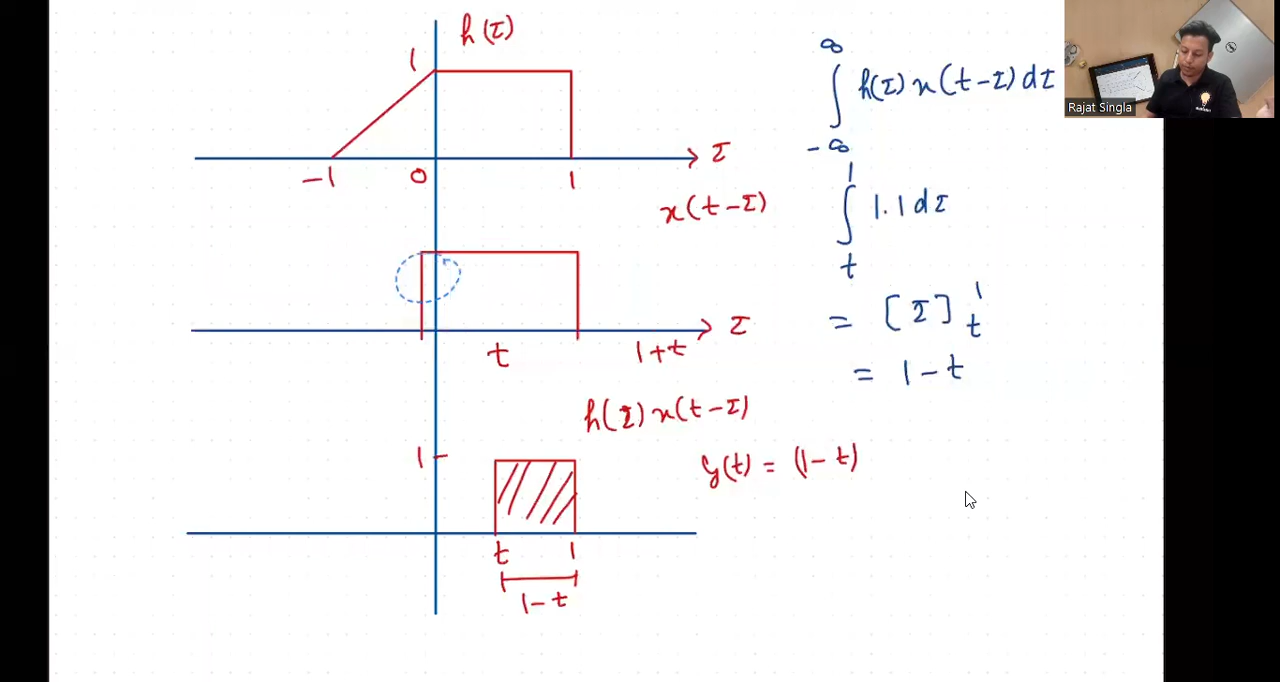 h(τ)
1
-1 0 1 τ
x(t-τ)
τ
t 1+t
h(τ) x(t-τ)
1
t 1
1-t
∞
∫ h(τ) x(t-τ) dτ
-∞
1
∫ 1.1 dτ
t
= [τ] 1 t
= 1-t
y(t) = (1-t)
Rajat Singla